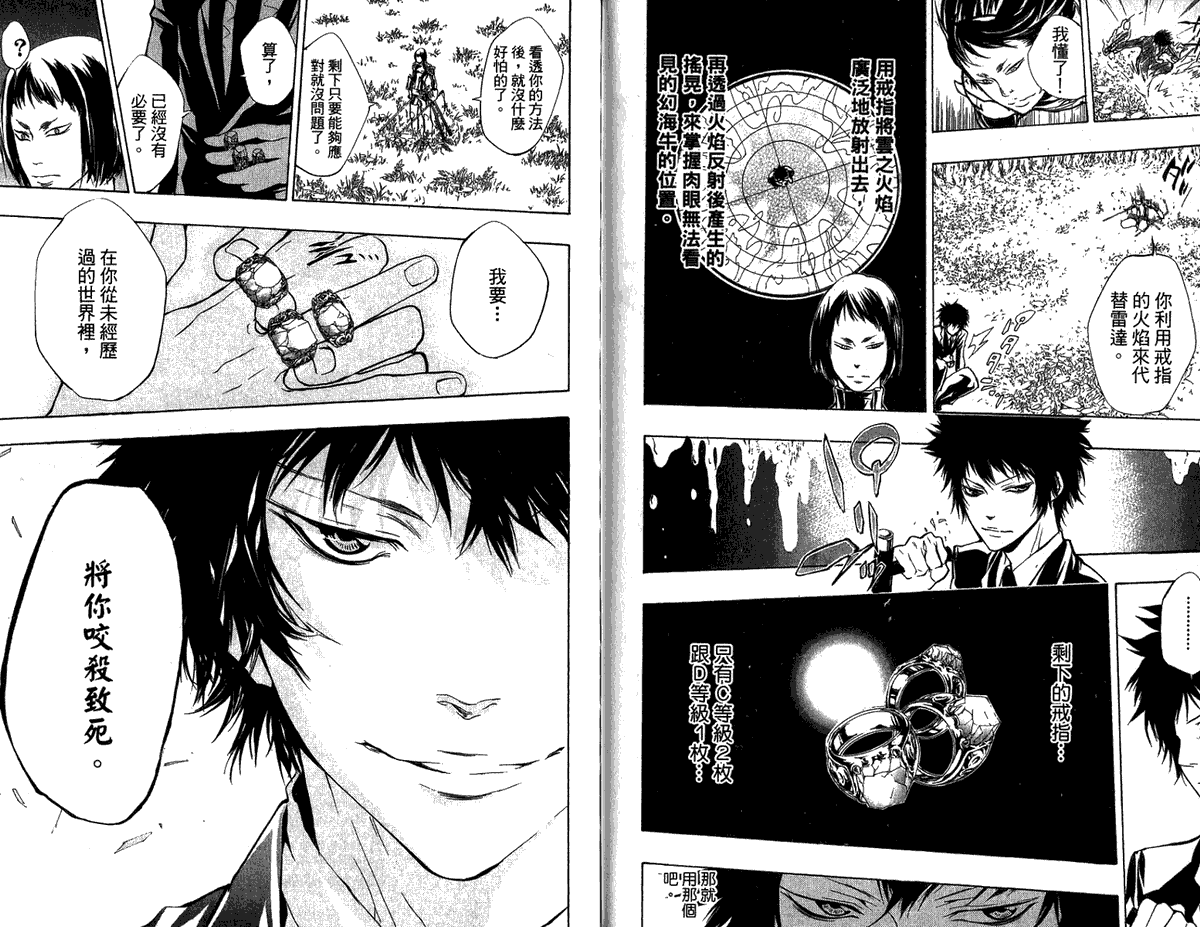 我懂了!
你利用戒指
的火焰來代
替雷達。
用戒指將雲之火焰
廣泛地放射出去，
再透過火焰反射後產生的
搖晃，來掌握肉眼無法看
見的幻海牛的位置。
………
剩下的戒指…
只有C等級2枚
跟D等級1枚…
那就
用那個
吧。
看透你的方法
後，就沒什麼
好怕的了。
剩下只要能夠應
對就沒問題了。
算了，
已經沒有
必要了。
?
我要…
在你從未經歷
過的世界裡，
將你咬殺致死。